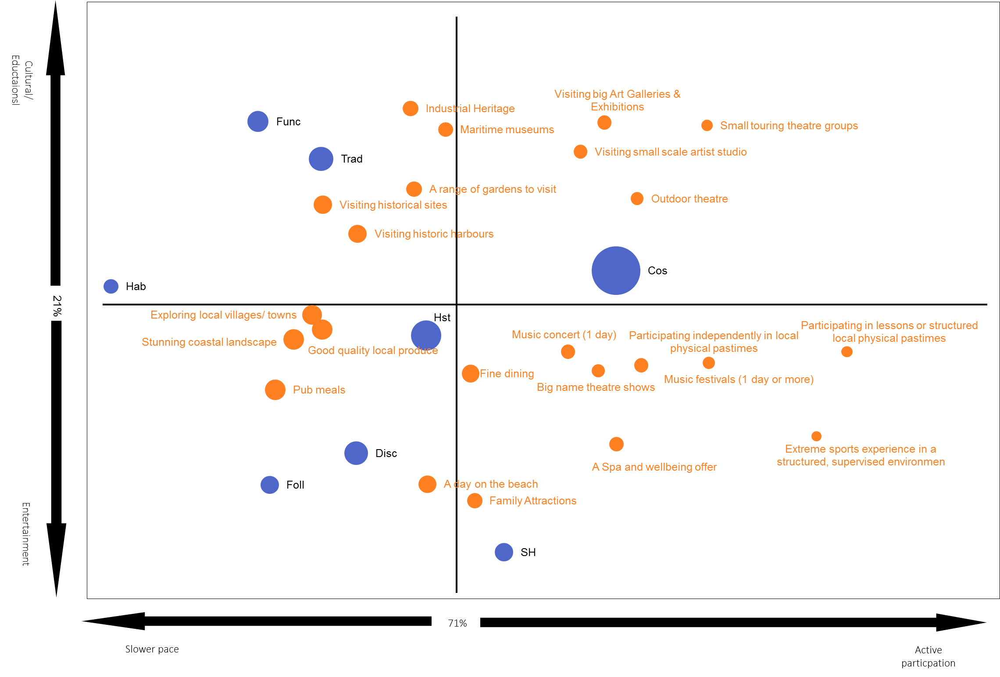 Cultural/
Eductaionsl
Visiting big Art Galleries &
Exhibitions
Industrial Heritage
Func
Small touring theatre groups
Maritime museums
Visiting small scale artist studio
Trad
A range of gardens to visit
Outdoor theatre
Visiting historical sites
Visiting historic harbours
Cos
Hab
21%
Exploring local villages/ towns
Hst
Participating in lessons or structured
local physical pastimes
Music concert (1 day)
Participating independently in local
physical pastimes
Stunning coastal landscape
Good quality local produce
Fine dining
Music festivals (1 day or more)
Big name theatre shows
Pub meals
Extreme sports experience in a
structured, supervised environmen
Disc
A Spa and wellbeing offer
A day on the beach
Foll
Family Attractions
Entertainment
SH
71%
Slower pace
Active
particpation